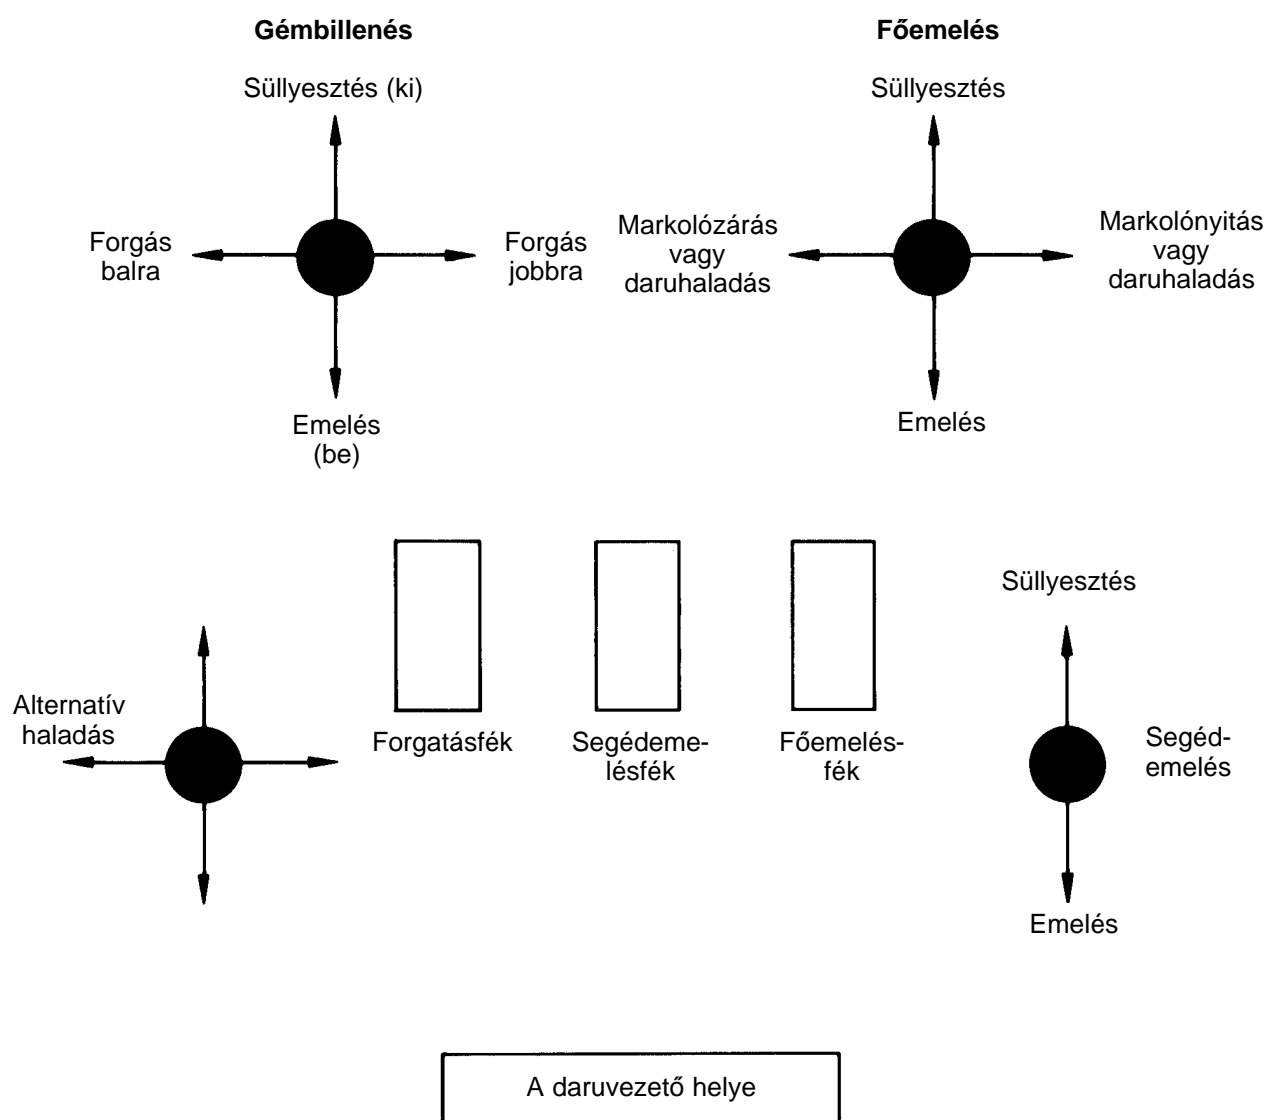 Gémbillenés
Süllyesztés (ki)
Forgás
balra
Forgás
jobbra
Emelés
(be)
Főemelés
Süllyesztés
Markolózárás
vagy
daruhaladás
Markolónyitás
vagy
daruhaladás
Emelés
Alternatív
haladás
Forgatásfék
Segédeme-
lésfék
Főemelés-
fék
Süllyesztés
Segéd-
emelés
Emelés
A daruvezető helye